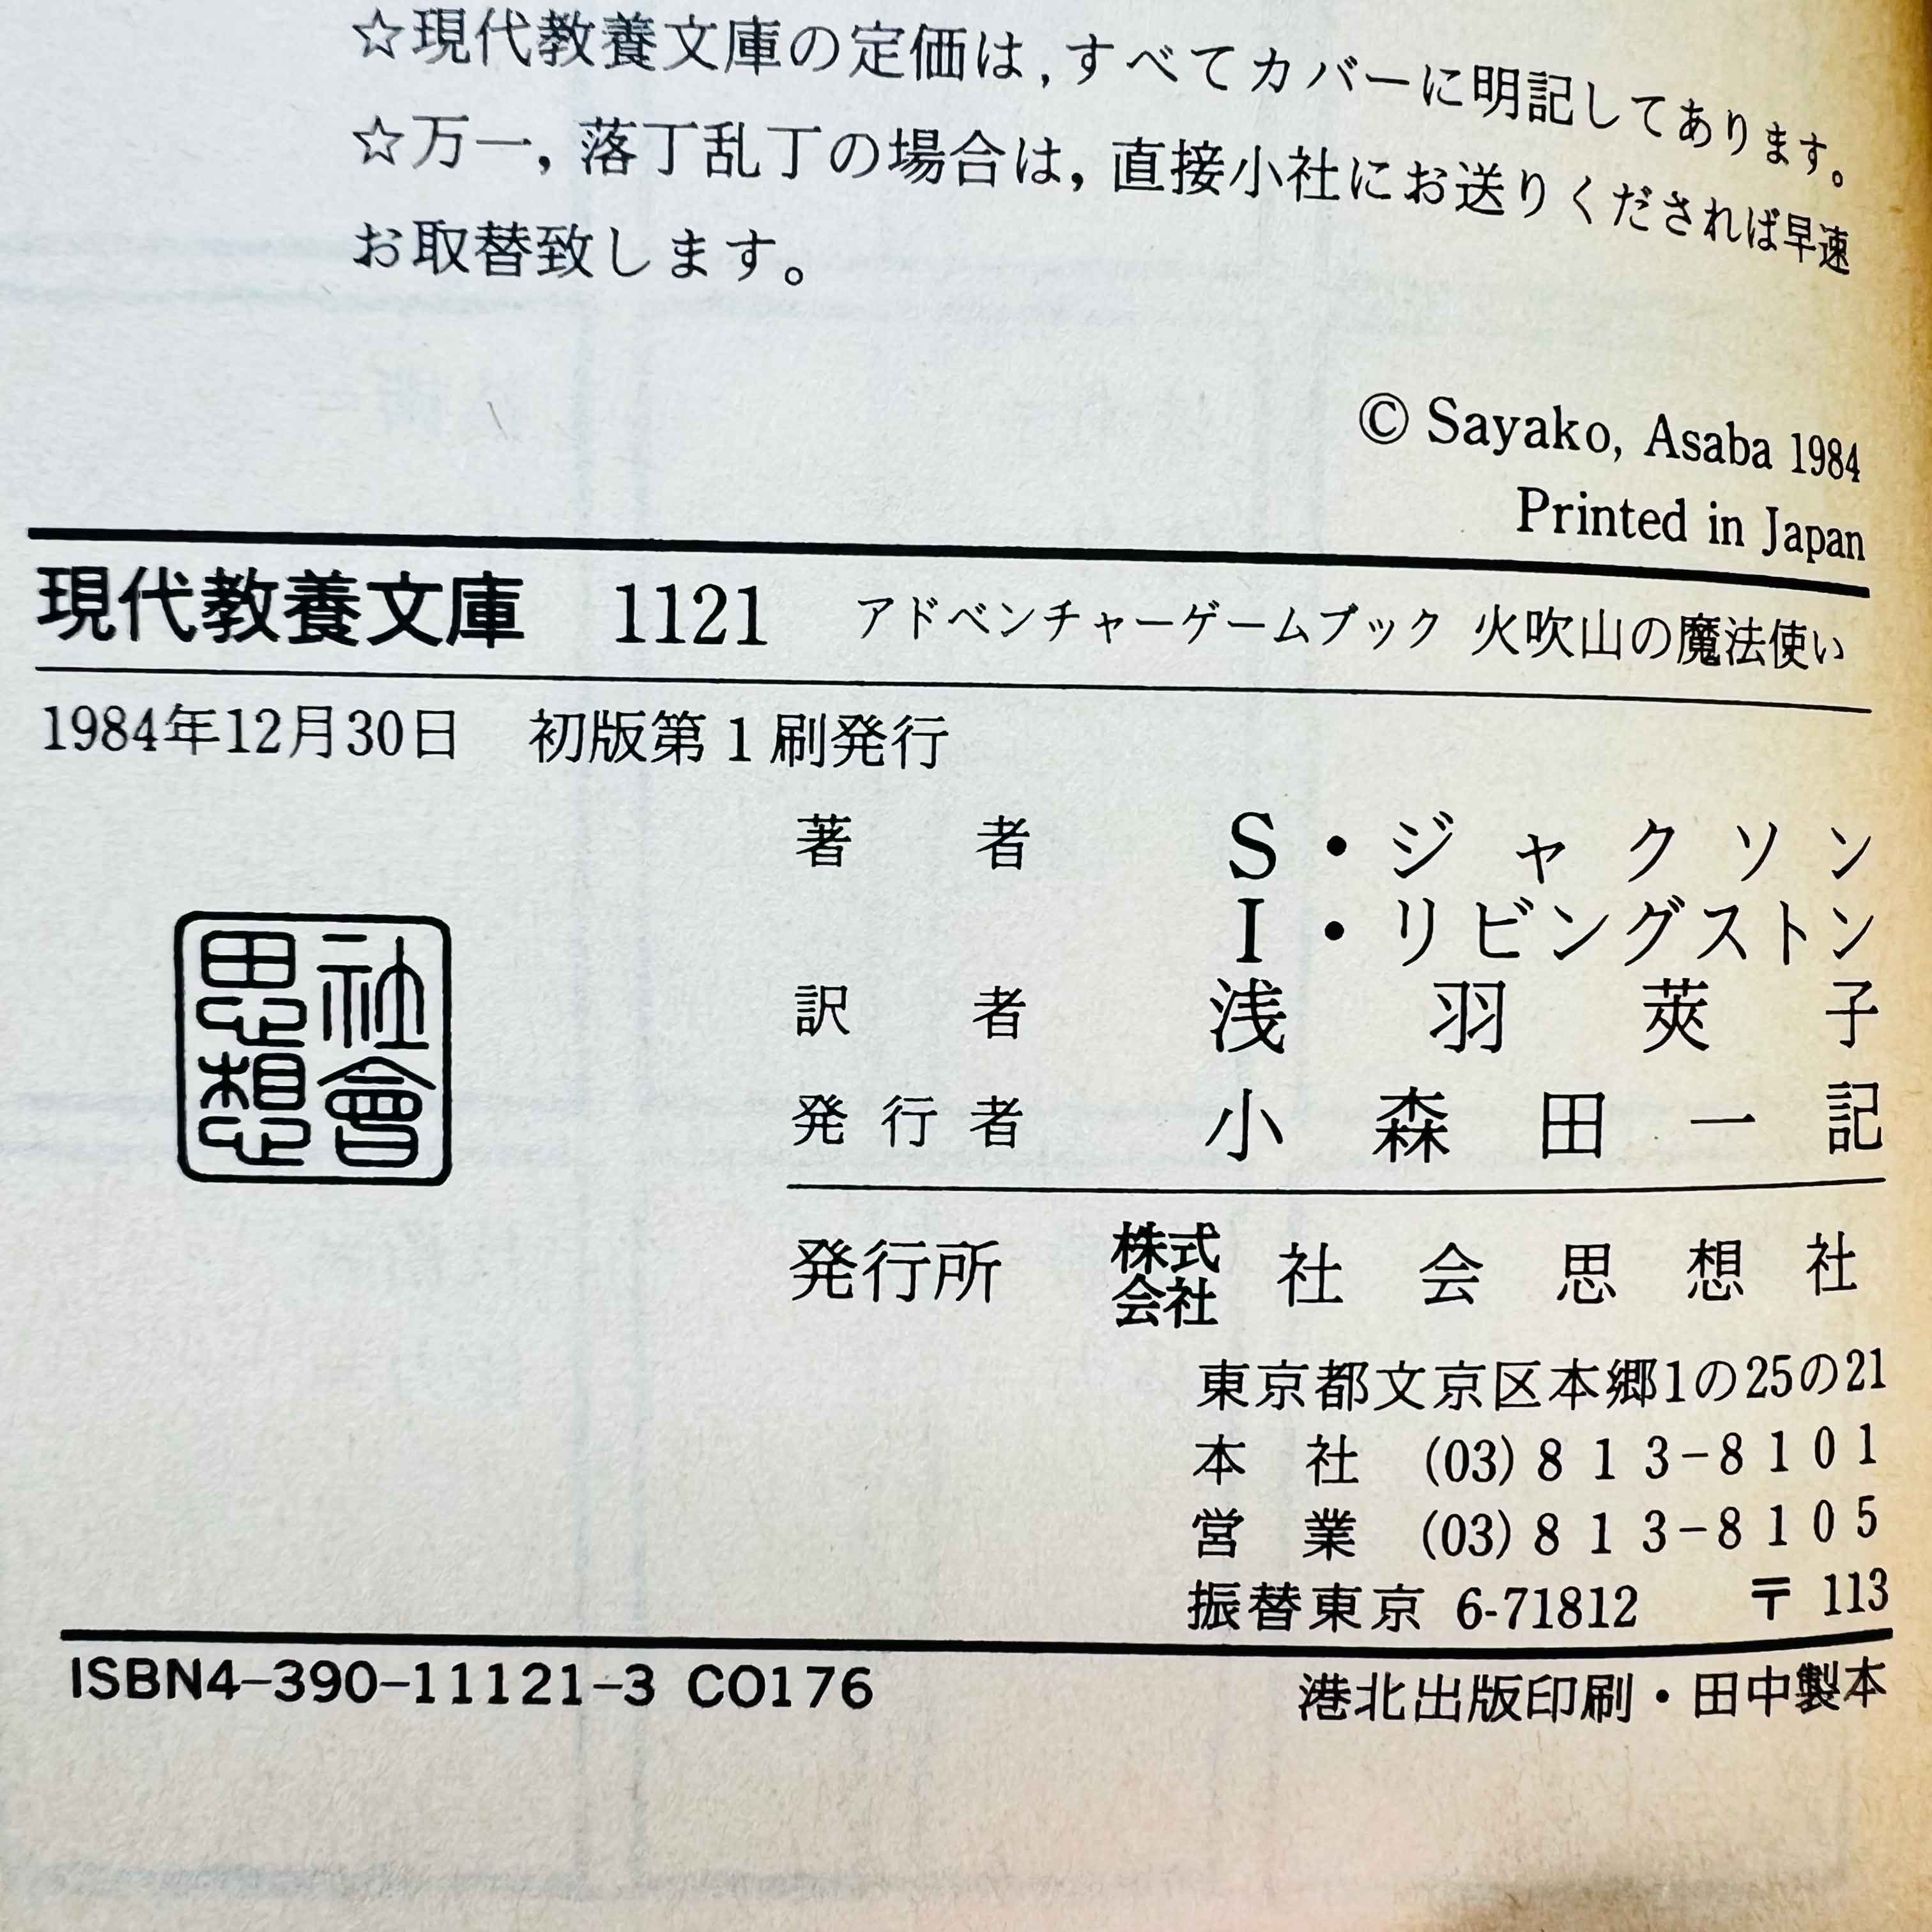 ☆現代教養文庫の定価は,すべてカバーに明記してあります。
☆万一,落丁乱丁の場合は,直接小社にお送りくだされば早速
お取替致します。
© Sayako, Asaba 1984
Printed in Japan
現代教養文庫 1121 アドベンチャーゲームブック 火吹山の魔法使い
1984年12月30日 初版第1刷発行
著者 S・ジャクソン
I・リビングストン
訳者 浅羽莢子
発行者 小森田一記
社會
思想
発行所 株式会社 社会思想社
東京都文京区本郷1の25の21
本社 (03)813-8101
営業 (03)813-8105
振替東京 6-71812 〒113
ISBN4-390-11121-3 C0176
港北出版印刷・田中製本